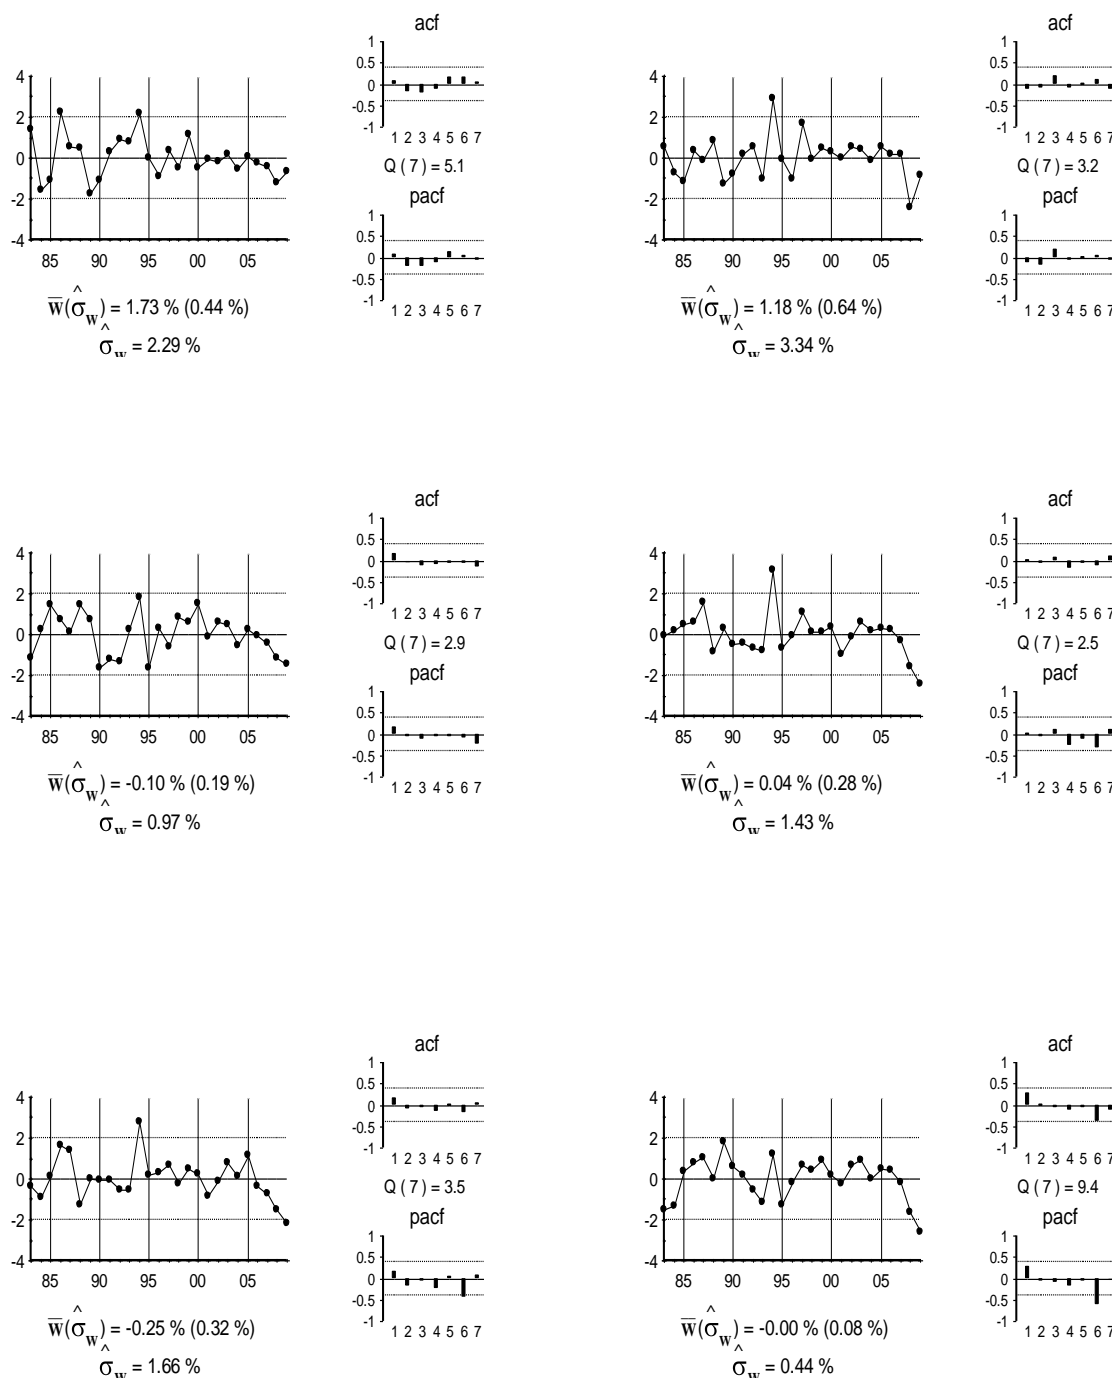 acf
1
0.5
0
-0.5
-1
1 2 3 4 5 6 7
Q ( 7 ) = 5.1
pacf
1
0.5
0
-0.5
-1
1 2 3 4 5 6 7
4
2
0
-2
-4
85 90 95 00 05
w̅(σ̂w) = 1.73 % (0.44 %)
σ̂w = 2.29 %
acf
1
0.5
0
-0.5
-1
1 2 3 4 5 6 7
Q ( 7 ) = 3.2
pacf
1
0.5
0
-0.5
-1
1 2 3 4 5 6 7
4
2
0
-2
-4
85 90 95 00 05
w̅(σ̂w) = 1.18 % (0.64 %)
σ̂w = 3.34 %
acf
1
0.5
0
-0.5
-1
1 2 3 4 5 6 7
Q ( 7 ) = 2.9
pacf
1
0.5
0
-0.5
-1
1 2 3 4 5 6 7
4
2
0
-2
-4
85 90 95 00 05
w̅(σ̂w) = -0.10 % (0.19 %)
σ̂w = 0.97 %
acf
1
0.5
0
-0.5
-1
1 2 3 4 5 6 7
Q ( 7 ) = 2.5
pacf
1
0.5
0
-0.5
-1
1 2 3 4 5 6 7
4
2
0
-2
-4
85 90 95 00 05
w̅(σ̂w) = 0.04 % (0.28 %)
σ̂w = 1.43 %
acf
1
0.5
0
-0.5
-1
1 2 3 4 5 6 7
Q ( 7 ) = 3.5
pacf
1
0.5
0
-0.5
-1
1 2 3 4 5 6 7
4
2
0
-2
-4
85 90 95 00 05
w̅(σ̂w) = -0.25 % (0.32 %)
σ̂w = 1.66 %
acf
1
0.5
0
-0.5
-1
1 2 3 4 5 6 7
Q ( 7 ) = 9.4
pacf
1
0.5
0
-0.5
-1
1 2 3 4 5 6 7
4
2
0
-2
-4
85 90 95 00 05
w̅(σ̂w) = -0.00 % (0.08 %)
σ̂w = 0.44 %